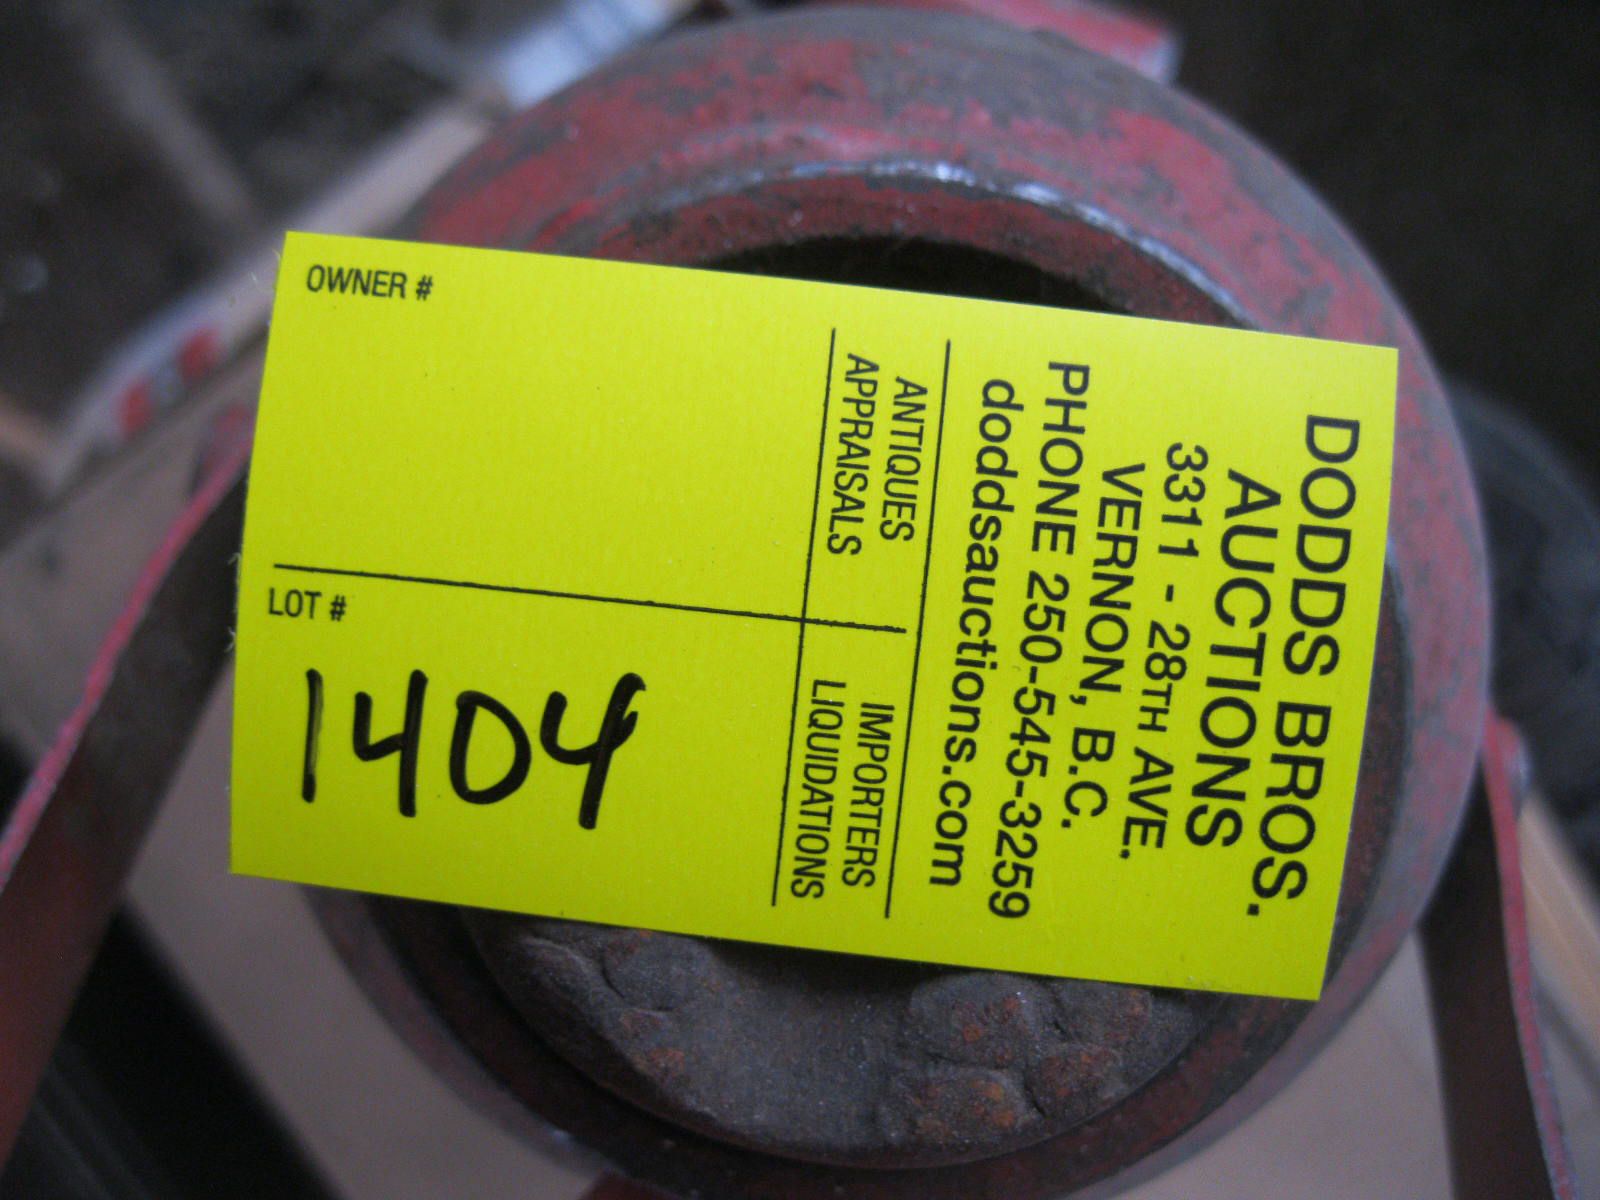 DODDS BROS.
AUCTIONS
3311 - 28TH AVE.
VERNON, B.C.
PHONE 250-545-3259
doddsauctions.com
ANTIQUES
APPRAISALS
IMPORTERS
LIQUIDATIONS
OWNER #
LOT #
1404